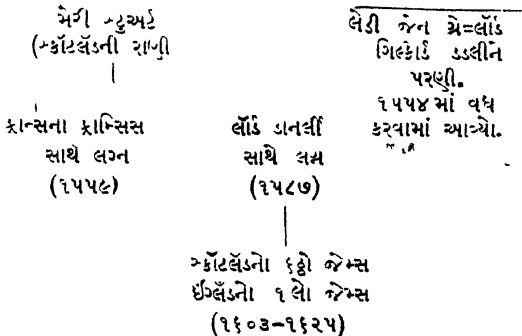 મેરી સ્ટુઅર્ટ
(સ્કૉટલૅંડની રાણી
લેડી જેન ગ્રે=લૉર્ડ
ગિલ્ફોર્ડ ડડલીને
પરણી.
૧૫૫૪માં વધ
કરવામાં આવ્યો.
ફ્રાન્સના ફ્રાન્સિસ
સાથે લગ્ન
(૧૫૫૯)
લૉર્ડ ડાનર્લી
સાથે લગ્ન
(૧૫૮૭)
સ્કૉટલૅંડનો ૬ઠ્ઠો જેમ્સ
ઈંગ્લૅંડનો ૧ લો જેમ્સ
(૧૬૦૩–૧૬૨૫)